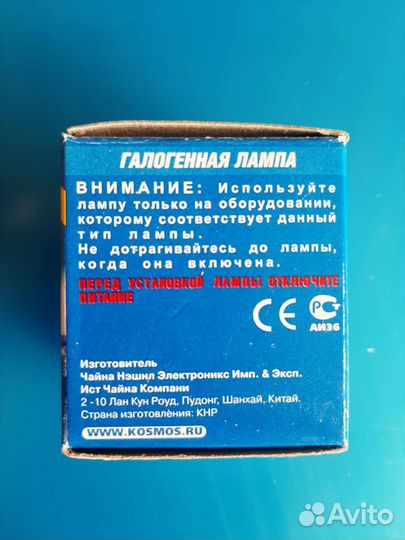 ГАЛОГЕННАЯ ЛАМПА
ВНИМАНИЕ: Используйте
лампу только на оборудовании,
которому соответствует данный
тип лампы.
Не дотрагивайтесь до лампы,
когда она включена.
ПЕРЕД УСТАНОВКОЙ ЛАМПЫ ОТКЛЮЧИТЕ
ПИТАНИЕ
CE РСТ
АИ36
Изготовитель
Чайна Нэшнл Электроникс Имп. & Эксп.
Ист Чайна Компани
2 -10 Лан Кун Роуд, Пудонг, Шанхай, Китай.
Страна изготовления: КНР
WWW.KOSMOS.RU
Avito